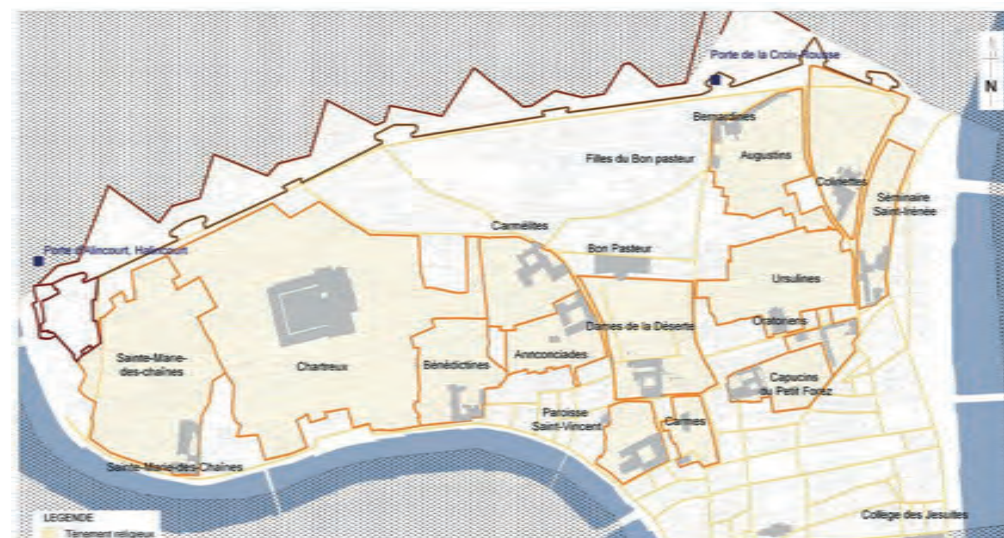 Porte de la Croix-Rousse
N
Bernardines
Filles du Bon pasteur
Augustins
Colinettes
Séminaire
Saint-Irénée
Porte d'Alincourt, Halincourt
Carmélites
Bon Pasteur
Ursulines
Dames de la Déserte
Oratoriens
Sainte-Marie-
des-chaînes
Chartreux
Bénédictines
Annconciades
Capucins
du Petit Forez
Paroisse
Saint-Vincent
Carmes
Sainte-Marie-des-Chaînes
Collège des Jesuites
LEGENDE
Tènement religieux